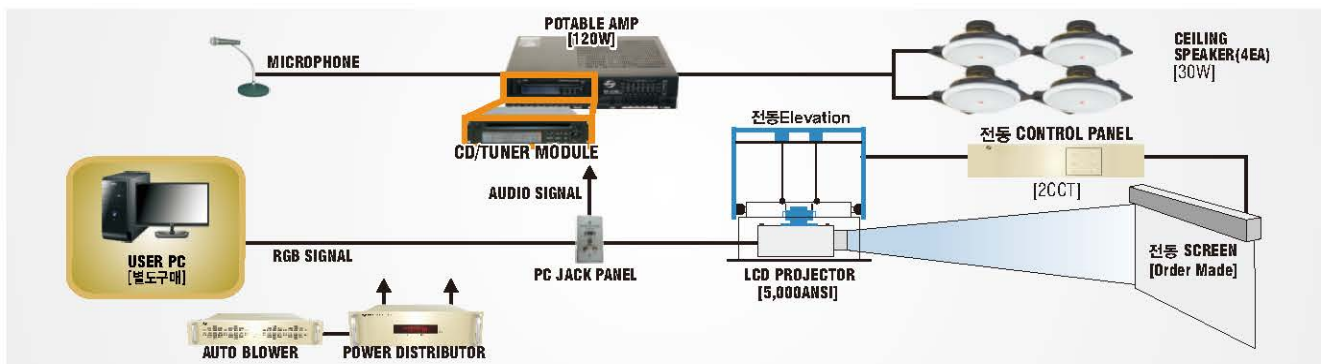 POTABLE AMP
[120W]
MICROPHONE
CEILING
SPEAKER(4EA)
[30W]
CD/TUNER MODULE
전동Elevation
전동 CONTROL PANEL
[2CCT]
AUDIO SIGNAL
USER PC
[별도구매]
RGB SIGNAL
PC JACK PANEL
LCD PROJECTOR
[5,000ANSI]
전동 SCREEN
[Order Made]
AUTO BLOWER
POWER DISTRIBUTOR